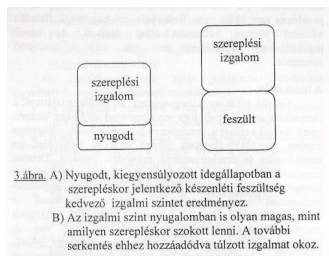 szereplési
izgalom
nyugodt
szereplési
izgalom
feszült
3.ábra. A) Nyugodt, kiegyensúlyozott idegállapotban a
szerepléskor jelentkező készenléti feszültség
kedvező izgalmi szintet eredményez.
B) Az izgalmi szint nyugalomban is olyan magas, mint
amilyen szerepléskor szokott lenni. A további
serkentés ehhez hozzáadódva túlzott izgalmat okoz.